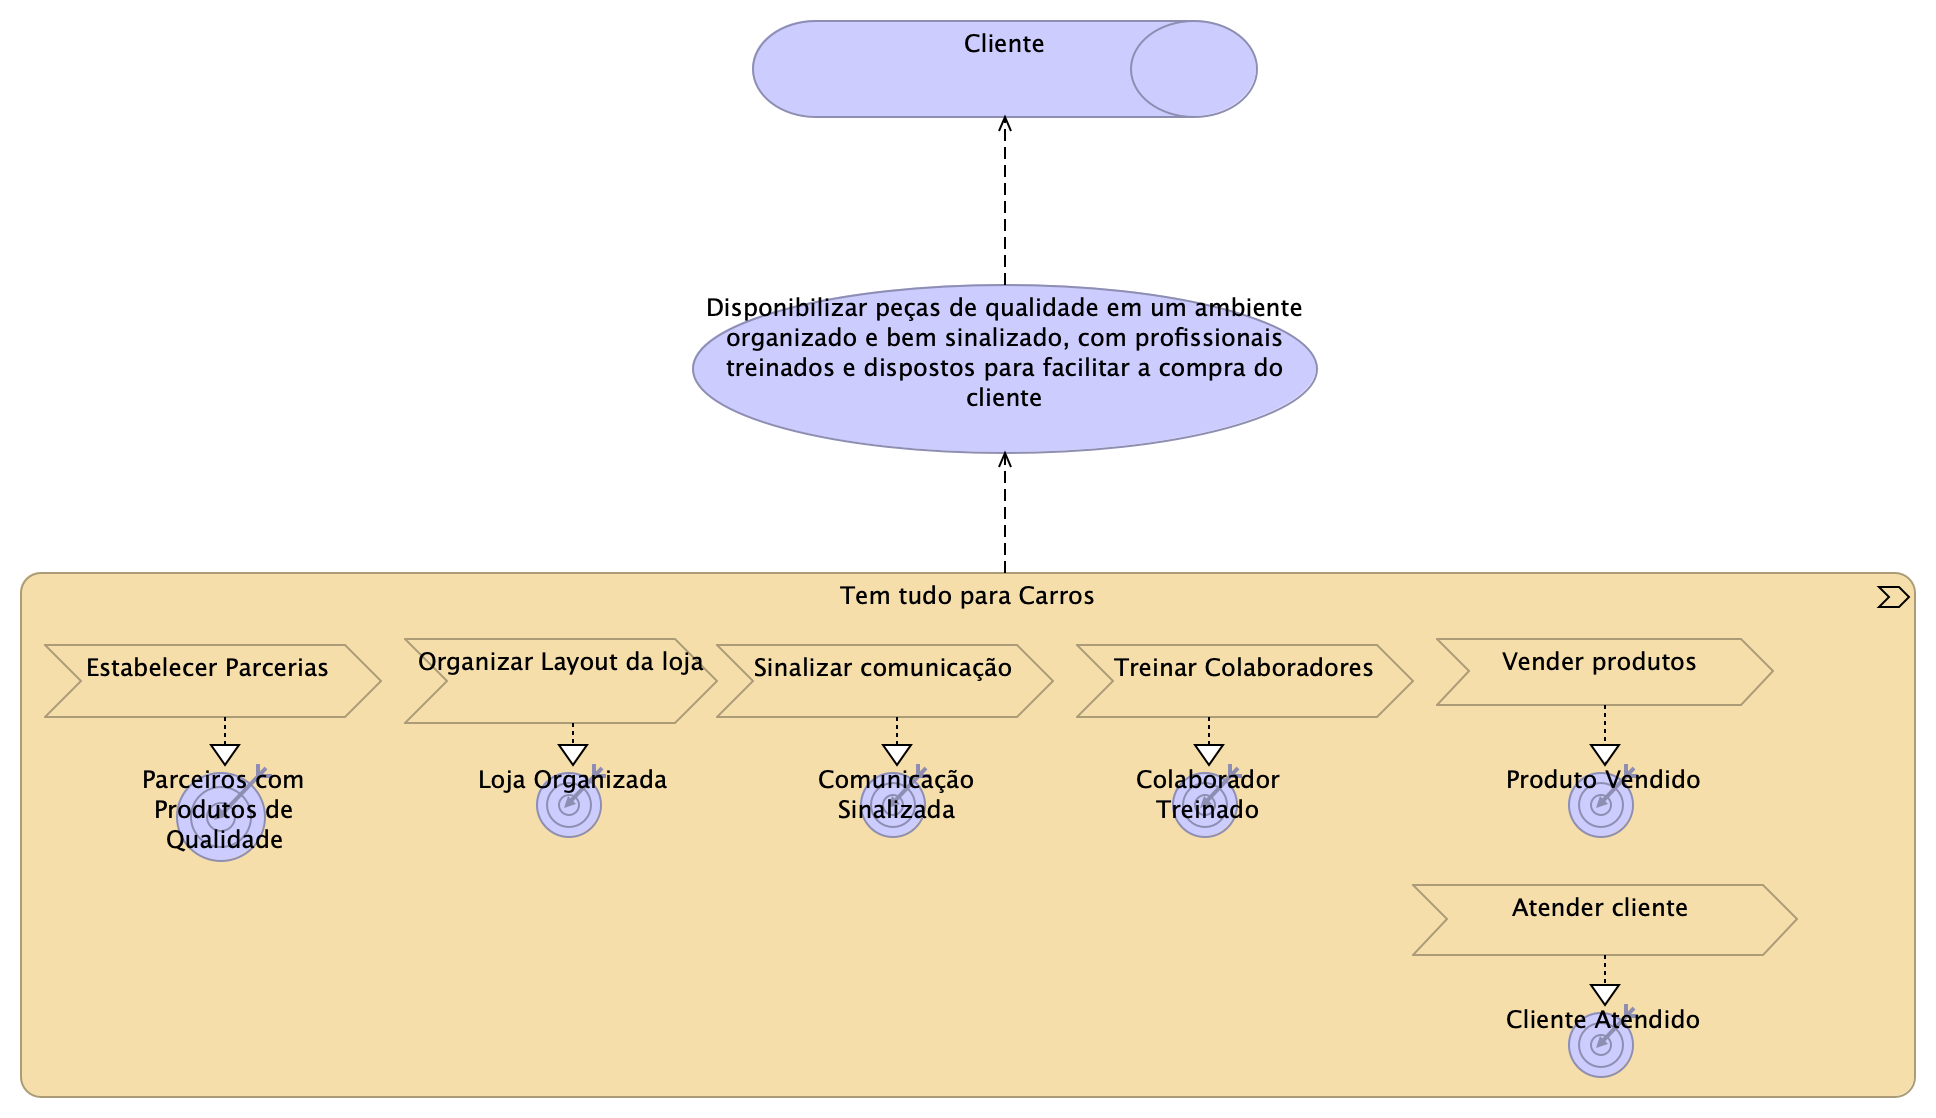 Cliente
Disponibilizar peças de qualidade em um ambiente
organizado e bem sinalizado, com profissionais
treinados e dispostos para facilitar a compra do
cliente
Tem tudo para Carros
Estabelecer Parcerias
Organizar Layout da loja
Sinalizar comunicação
Treinar Colaboradores
Vender produtos
Parceiros com
Produtos de
Qualidade
Loja Organizada
Comunicação
Sinalizada
Colaborador
Treinado
Produto Vendido
Atender cliente
Cliente Atendido